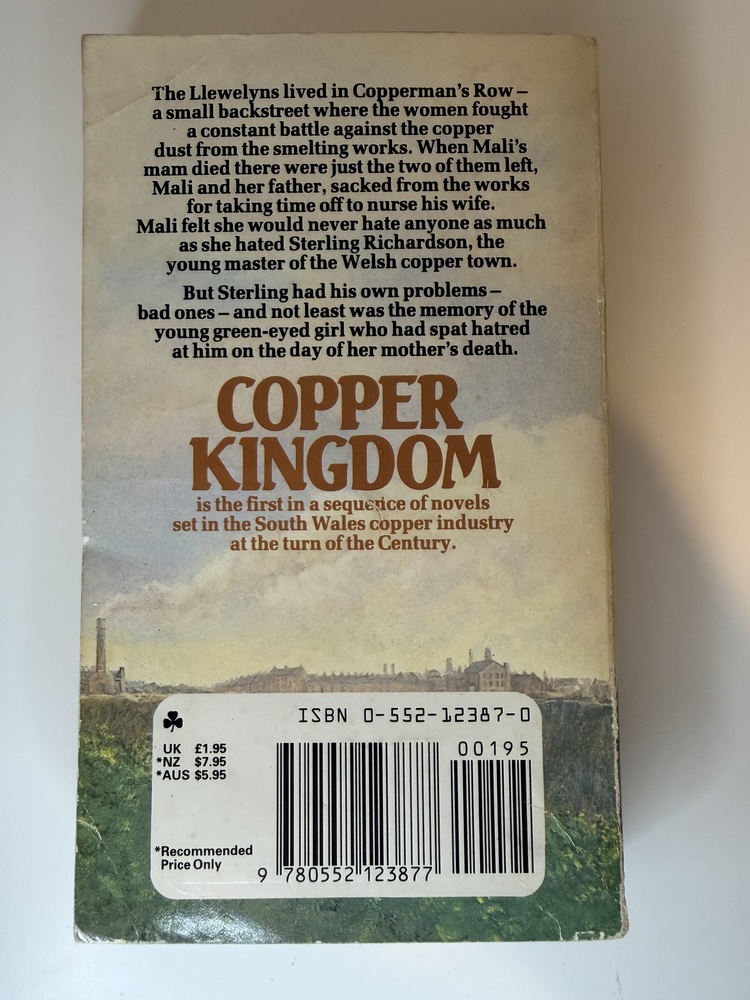 The Llewelyns lived in Copperman's Row –
a small backstreet where the women fought
a constant battle against the copper
dust from the smelting works. When Mali's
mam died there were just the two of them left,
Mali and her father, sacked from the works
for taking time off to nurse his wife.
Mali felt she would never hate anyone as much
as she hated Sterling Richardson, the
young master of the Welsh copper town.
But Sterling had his own problems –
bad ones – and not least was the memory of the
young green-eyed girl who had spat hatred
at him on the day of her mother's death.
COPPER
KINGDOM
is the first in a sequence of novels
set in the South Wales copper industry
at the turn of the Century.
ISBN 0-552-12387-0
UK £1.95
*NZ $7.95
*AUS $5.95
00195
*Recommended
Price Only
9 780552 123877